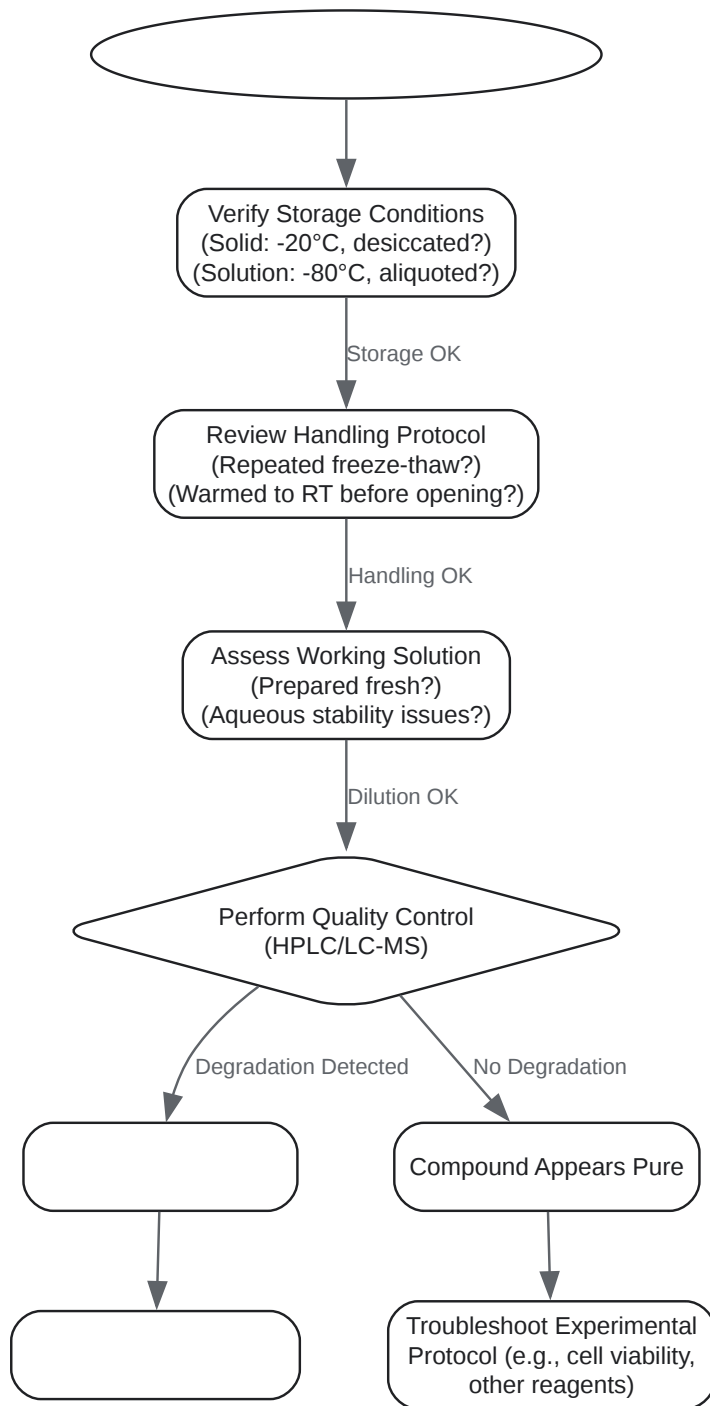 Verify Storage Conditions
(Solid: -20°C, desiccated?)
(Solution: -80°C, aliquoted?)
Storage OK
Review Handling Protocol
(Repeated freeze-thaw?)
(Warmed to RT before opening?)
Handling OK
Assess Working Solution
(Prepared fresh?)
(Aqueous stability issues?)
Dilution OK
Perform Quality Control
(HPLC/LC-MS)
Degradation Detected
No Degradation
Compound Appears Pure
Troubleshoot Experimental
Protocol (e.g., cell viability,
other reagents)